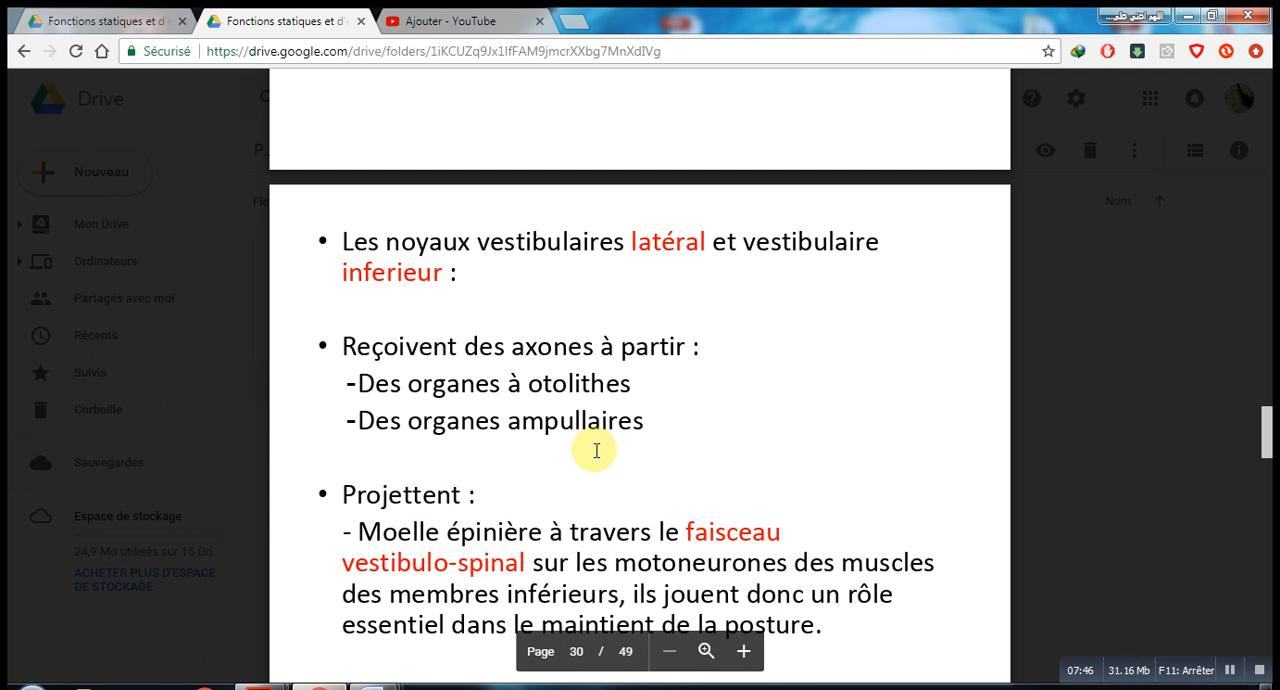 Fonctions statiques et d'
Fonctions statiques et d'
Ajouter - YouTube
Sécurisé
https://drive.google.com/drive/folders/1iKCUZq9Jx1lfFAM9jmcrXXbg7MnXdIVg
Drive
Nouveau
P...
Fic
Nom
Mon Drive
Ordinateurs
Partagés avec moi
Récents
Suivis
Corbeille
Sauvegardes
Espace de stockage
24,9 Mo utilisés sur 15 Go
ACHETER PLUS D'ESPACE
DE STOCKAGE
• Les noyaux vestibulaires latéral et vestibulaire
inferieur :
• Reçoivent des axones à partir :
-Des organes à otolithes
-Des organes ampullaires
• Projettent :
- Moelle épinière à travers le faisceau
vestibulo-spinal sur les motoneurones des muscles
des membres inférieurs, ils jouent donc un rôle
essentiel dans le maintient de la posture.
Page 30 / 49
07:46 31.16 Mb F11: Arrêter